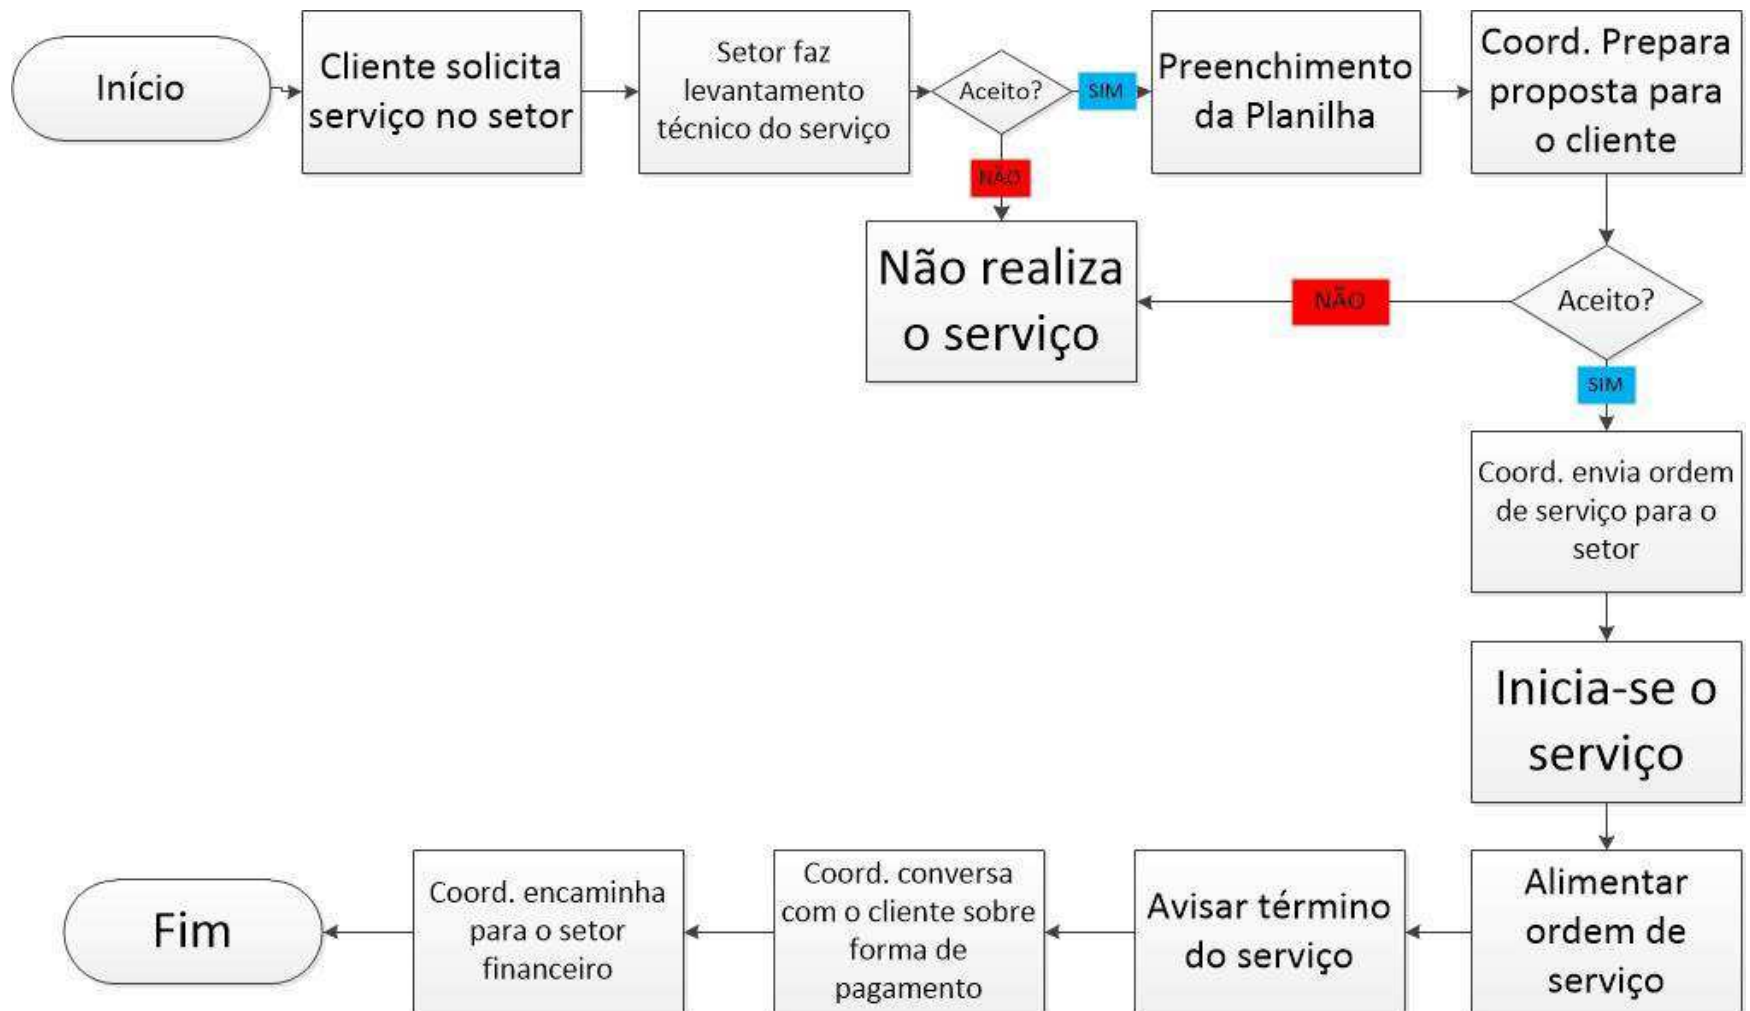 Início
Cliente solicita
serviço no setor
Setor faz
levantamento
técnico do serviço
Aceito?
SIM
Preenchimento
da Planilha
Coord. Prepara
proposta para
o cliente
NÃO
Não realiza
o serviço
NÃO
Aceito?
SIM
Coord. envia ordem
de serviço para o
setor
Inicia-se o
serviço
Alimentar
ordem de
serviço
Avisar término
do serviço
Coord. conversa
com o cliente sobre
forma de
pagamento
Coord. encaminha
para o setor
financeiro
Fim